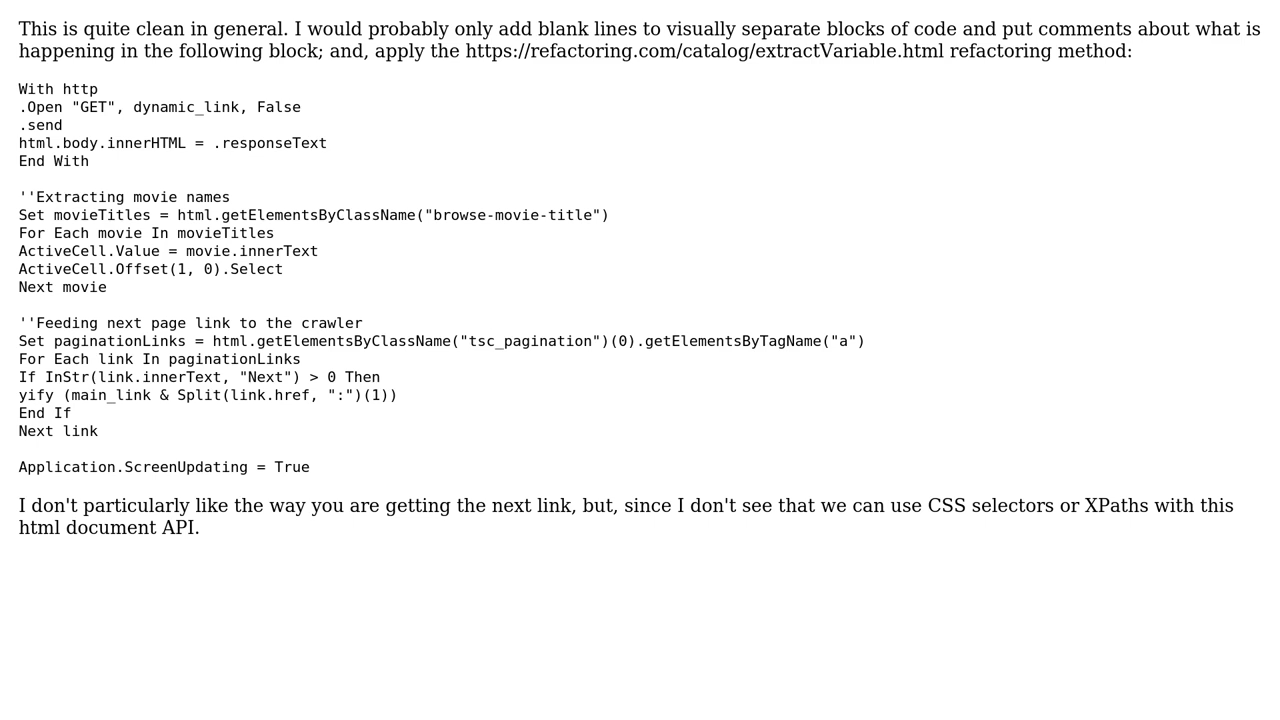 This is quite clean in general. I would probably only add blank lines to visually separate blocks of code and put comments about what is
happening in the following block; and, apply the https://refactoring.com/catalog/extractVariable.html refactoring method:
With http
.Open "GET", dynamic_link, False
.send
html.body.innerHTML = .responseText
End With
''Extracting movie names
Set movieTitles = html.getElementsByClassName("browse-movie-title")
For Each movie In movieTitles
ActiveCell.Value = movie.innerText
ActiveCell.Offset(1, 0).Select
Next movie
''Feeding next page link to the crawler
Set paginationLinks = html.getElementsByClassName("tsc_pagination")(0).getElementsByTagName("a")
For Each link In paginationLinks
If InStr(link.innerText, "Next") > 0 Then
yify (main_link & Split(link.href, ":")(1))
End If
Next link
Application.ScreenUpdating = True
I don't particularly like the way you are getting the next link, but, since I don't see that we can use CSS selectors or XPaths with this
html document API.